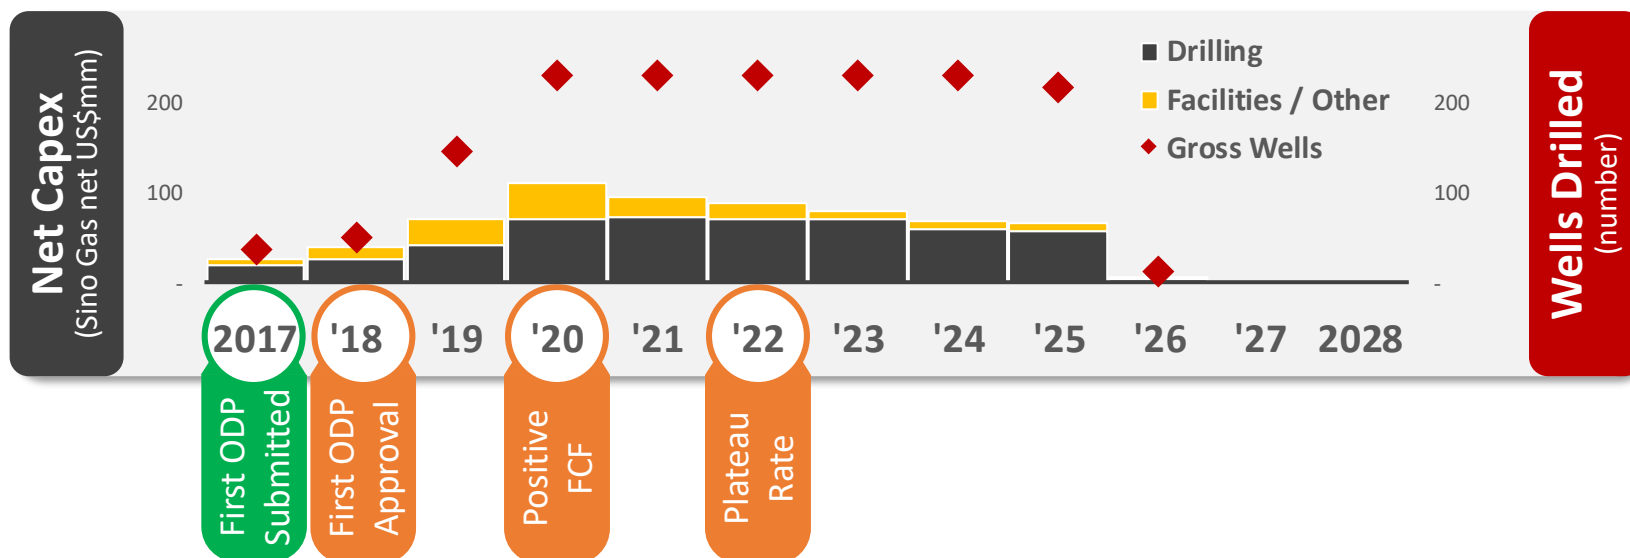 Net Capex
(Sino Gas net US$mm)
200
100
-
Drilling
Facilities / Other
Gross Wells
200
100
-
Wells Drilled
(number)
2017
'18
'19
'20
'21
'22
'23
'24
'25
'26
'27
2028
First ODP
Submitted
First ODP
Approval
Positive
FCF
Plateau
Rate